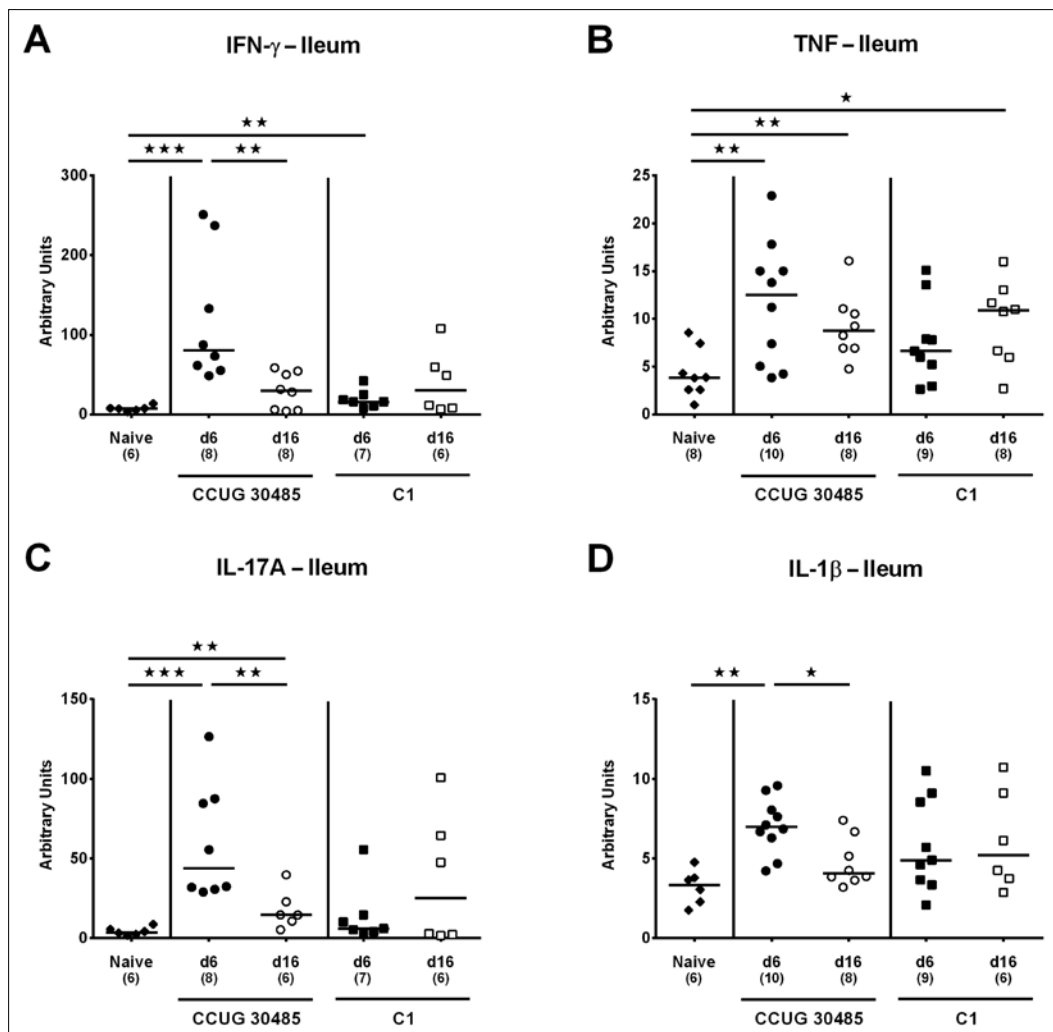 A
IFN-γ – Ileum
★★
★★★ ★★
300
200
100
0
Arbitrary Units
Naive d6 d16 d6 d16
(6) (8) (8) (7) (6)
CCUG 30485 C1
B
TNF – Ileum
★
★★
★★
25
20
15
10
5
0
Arbitrary Units
Naive d6 d16 d6 d16
(8) (10) (8) (9) (8)
CCUG 30485 C1
C
IL-17A – Ileum
★★
★★★ ★★
150
100
50
0
Arbitrary Units
Naive d6 d16 d6 d16
(6) (8) (6) (7) (6)
CCUG 30485 C1
D
IL-1β – Ileum
★★ ★
15
10
5
0
Arbitrary Units
Naive d6 d16 d6 d16
(6) (10) (8) (9) (6)
CCUG 30485 C1